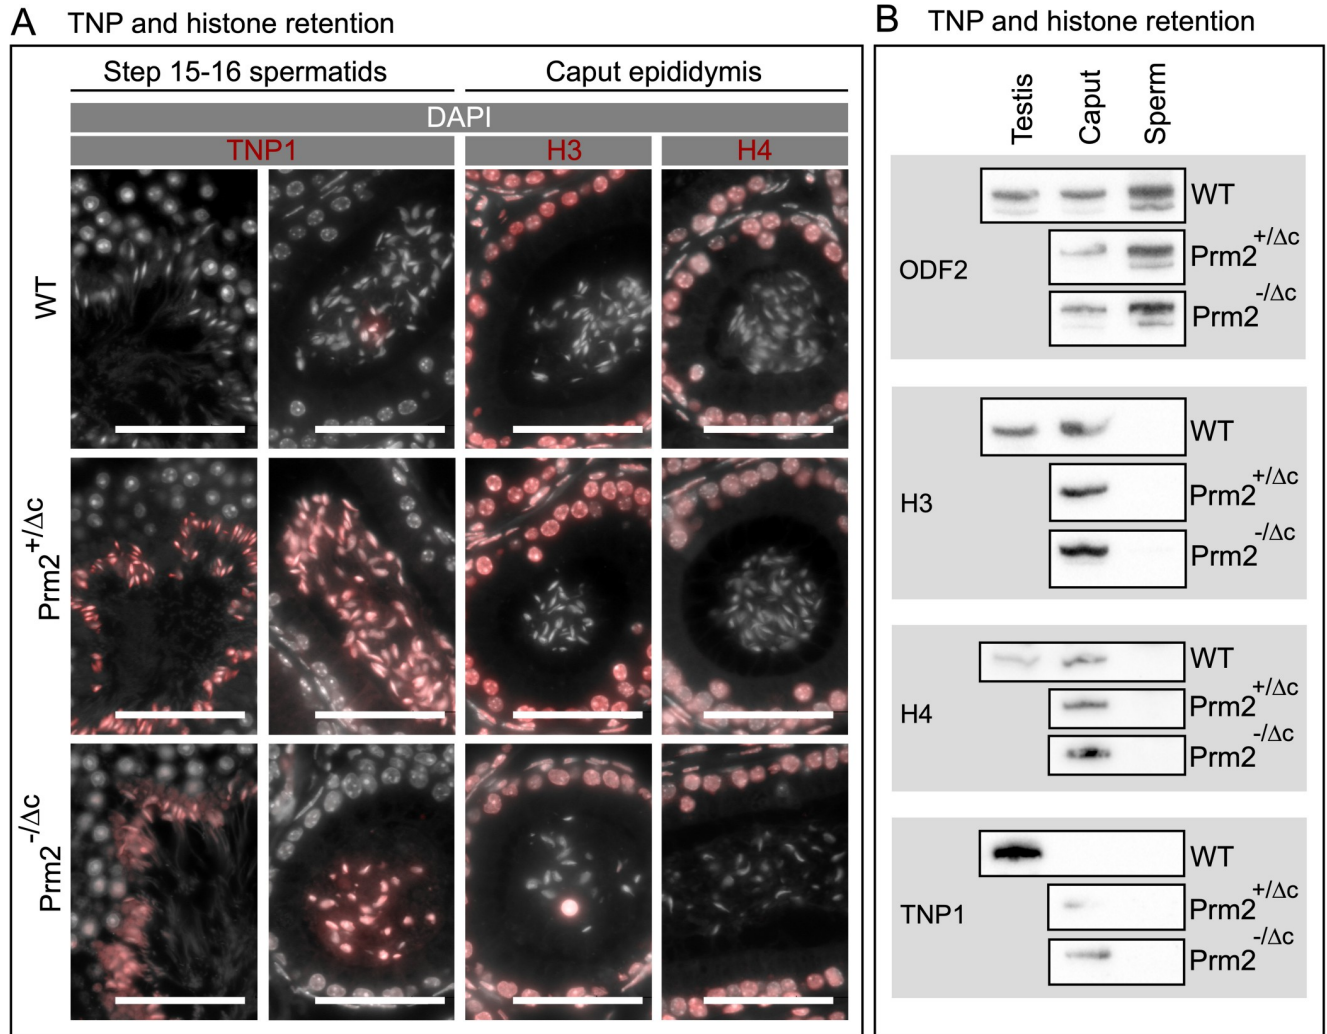 A TNP and histone retention
Step 15-16 spermatids Caput epididymis
DAPI
TNP1 H3 H4
WT
Prm2+/Δc
Prm2-/Δc
B TNP and histone retention
Testis Caput Sperm
ODF2
WT
Prm2+/Δc
Prm2-/Δc
H3
WT
Prm2+/Δc
Prm2-/Δc
H4
WT
Prm2+/Δc
Prm2-/Δc
TNP1
WT
Prm2+/Δc
Prm2-/Δc